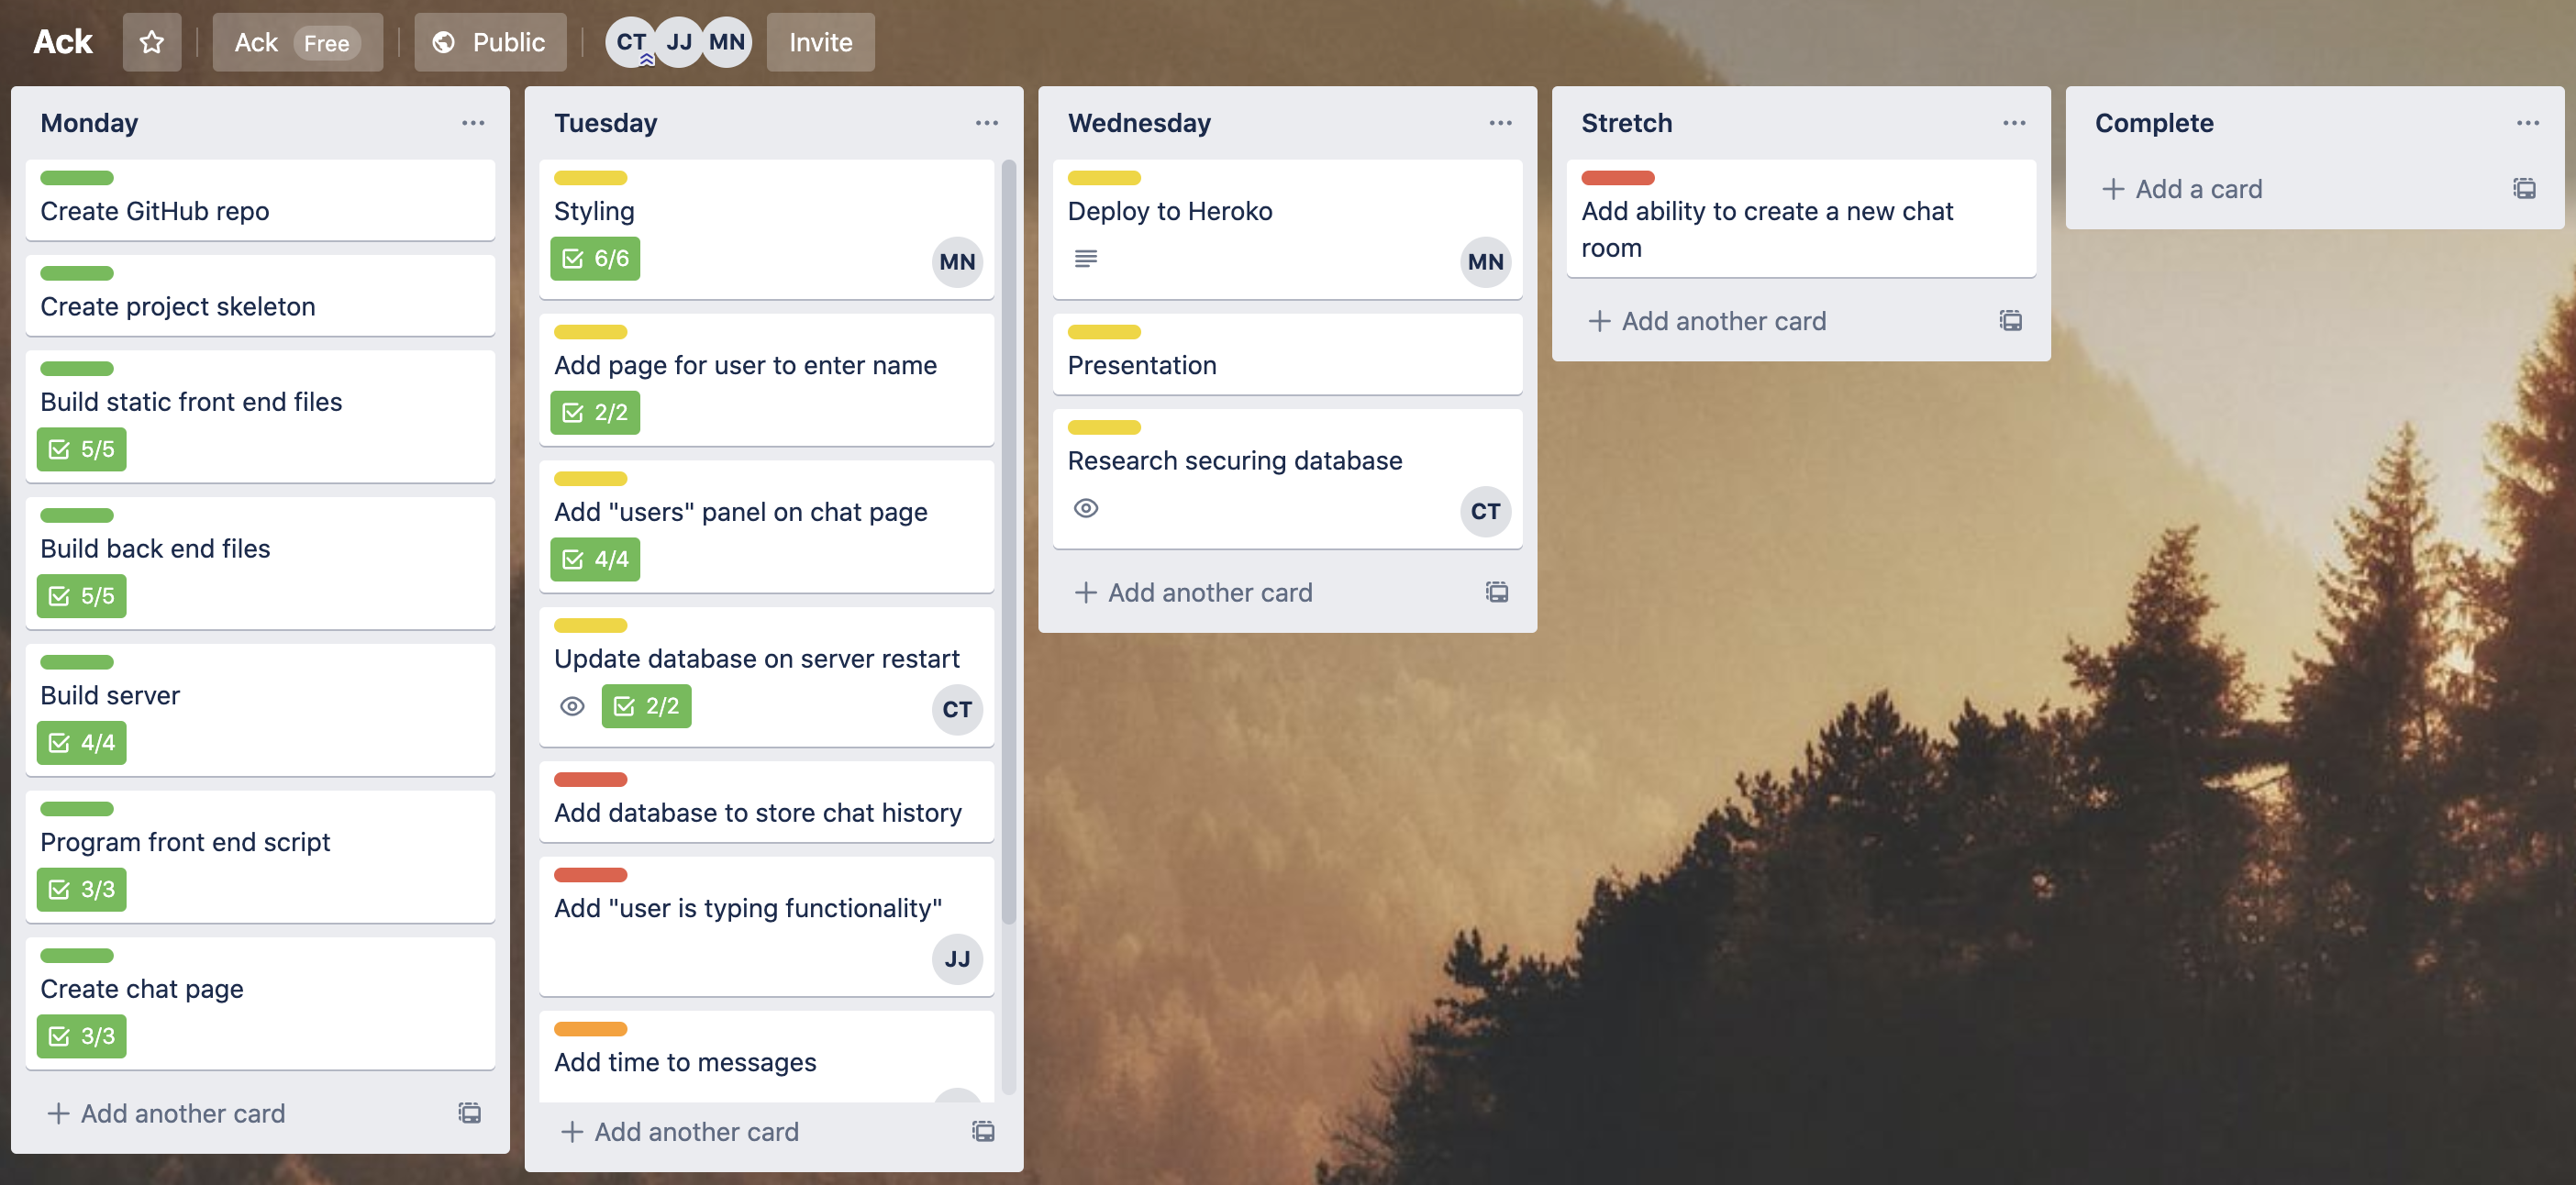 Ack
Ack Free
Public
CT JJ MN
Invite
Monday
Create GitHub repo
Create project skeleton
Build static front end files
5/5
Build back end files
5/5
Build server
4/4
Program front end script
3/3
Create chat page
3/3
Add another card
Tuesday
Styling
6/6
MN
Add page for user to enter name
2/2
Add "users" panel on chat page
4/4
Update database on server restart
2/2
CT
Add database to store chat history
Add "user is typing functionality"
JJ
Add time to messages
Add another card
Wednesday
Deploy to Heroko
MN
Presentation
Research securing database
CT
Add another card
Stretch
Add ability to create a new chat
room
Add another card
Complete
Add a card